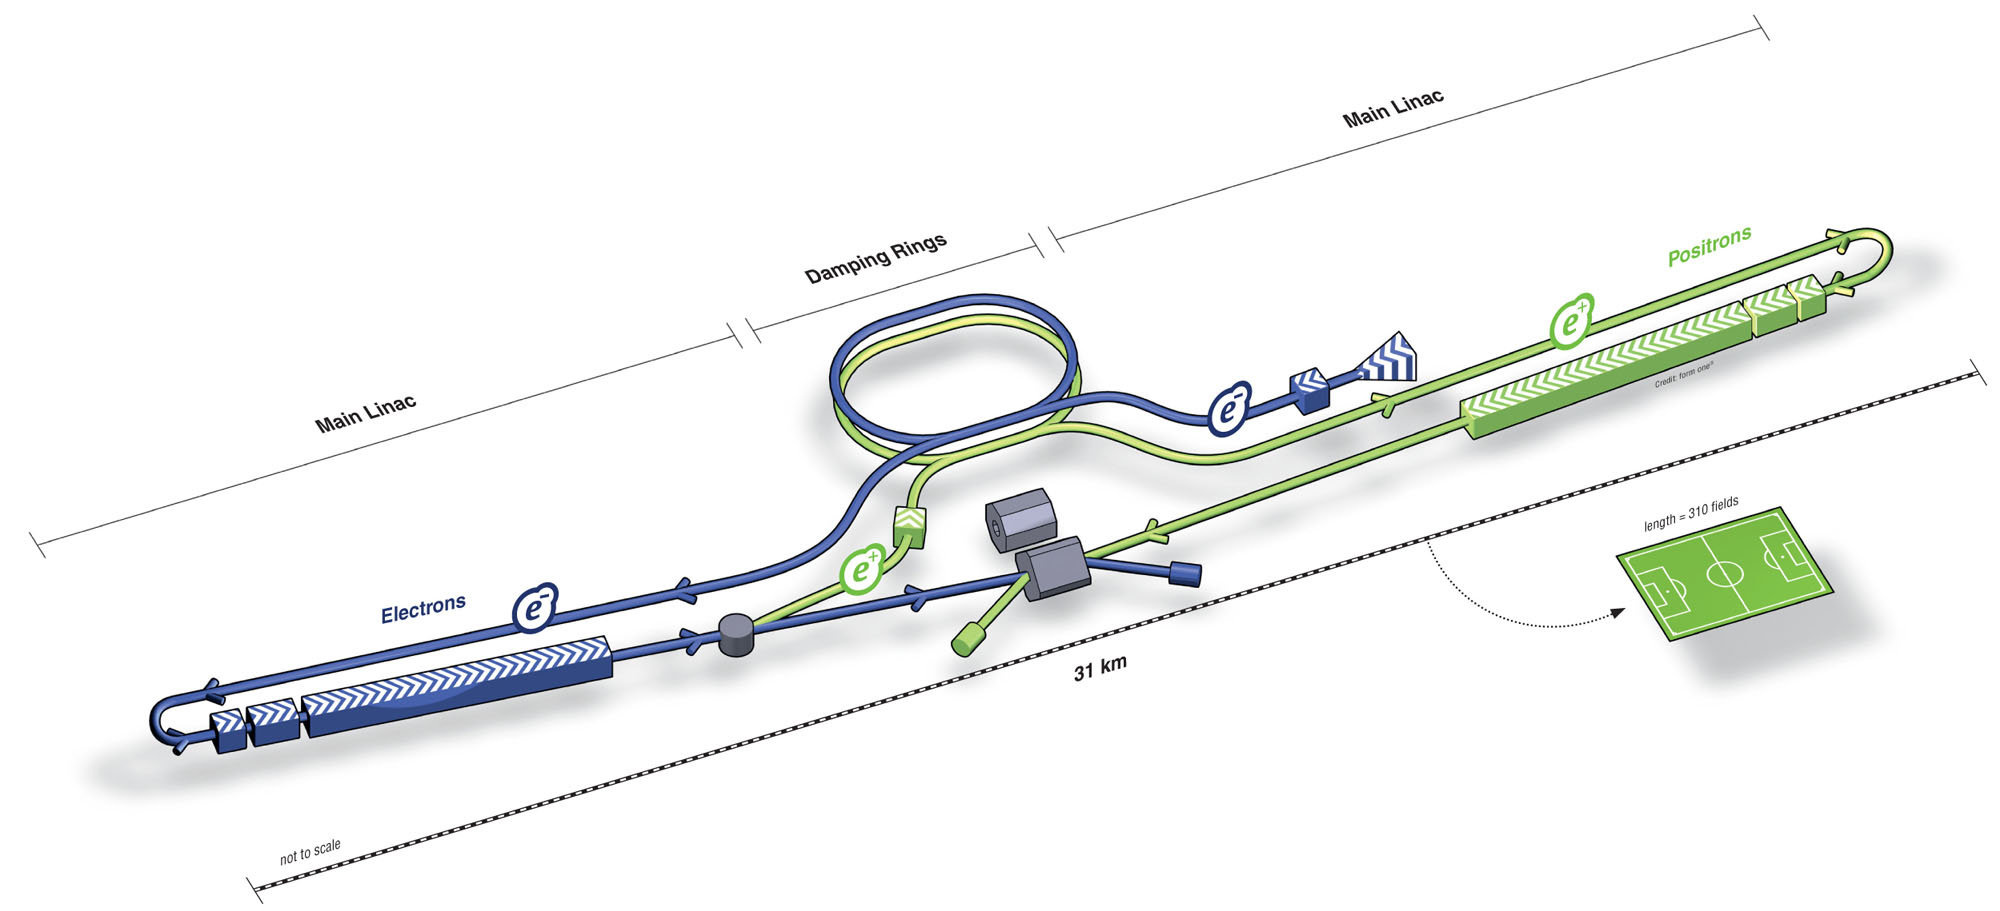 Main Linac
Damping Rings
Main Linac
Positrons
e+
e-
Credit: form one°
length = 310 fields
e+
Electrons
e-
31 km
not to scale